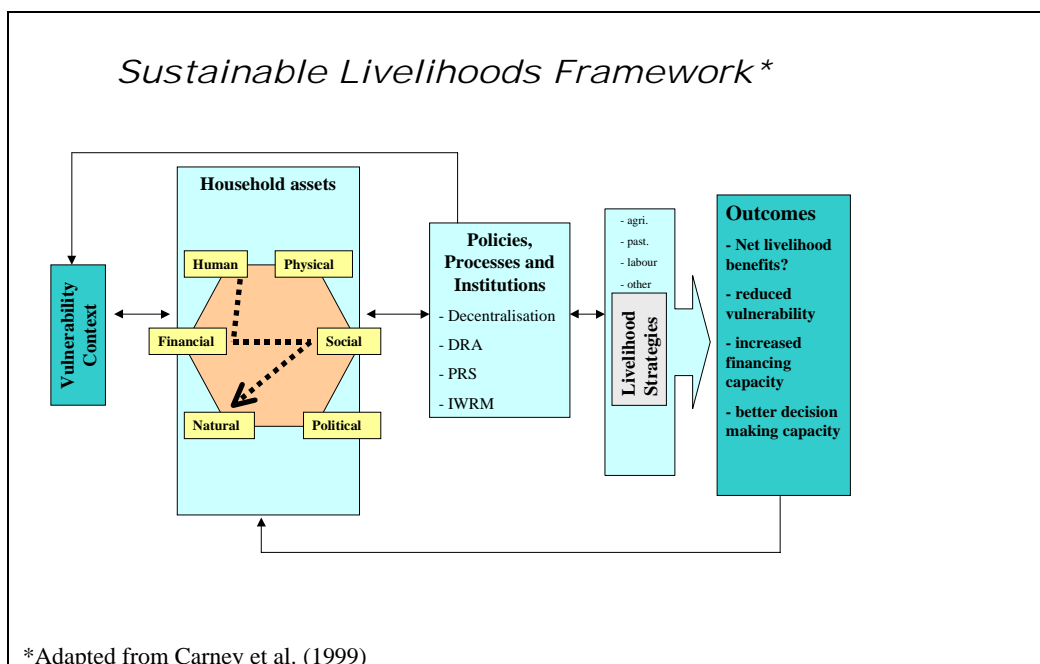 Sustainable Livelihoods Framework*
Vulnerability
Context
Household assets
Human
Physical
Financial
Social
Natural
Political
Policies,
Processes and
Institutions
- Decentralisation
- DRA
- PRS
- IWRM
- agri.
- past.
- labour
- other
Livelihood
Strategies
Outcomes
- Net livelihood
benefits?
- reduced
vulnerability
- increased
financing
capacity
- better decision
making capacity
*Adapted from Carney et al. (1999)